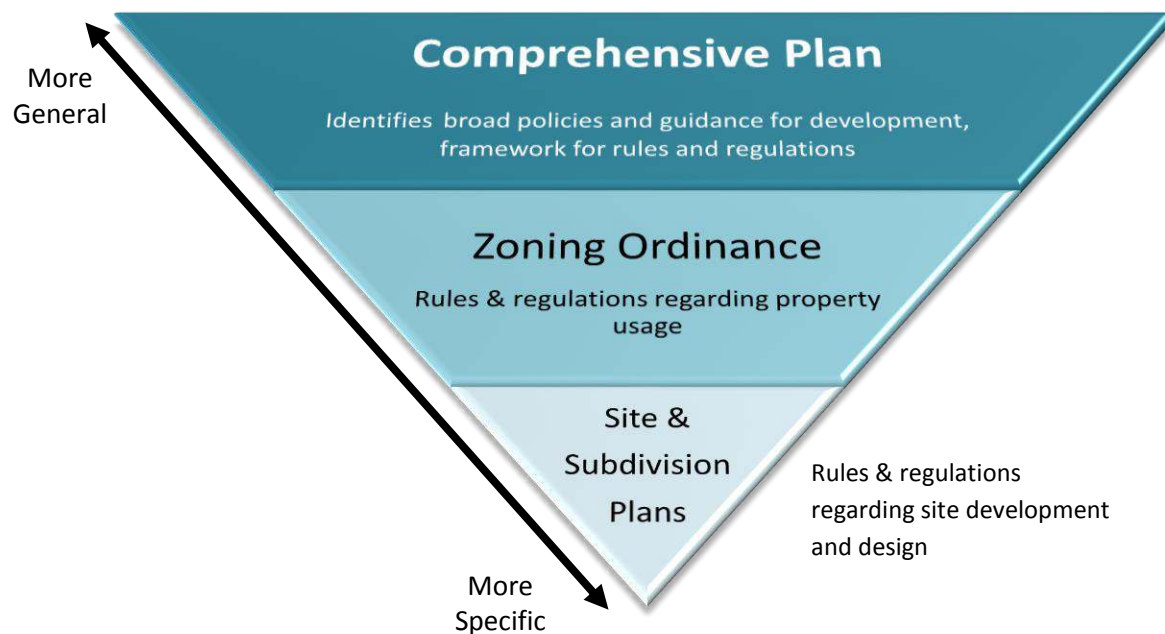 Comprehensive Plan
More
General
Identifies broad policies and guidance for development,
framework for rules and regulations
Zoning Ordinance
Rules & regulations regarding property
usage
Site &
Subdivision
Plans
Rules & regulations
regarding site development
and design
More
Specific